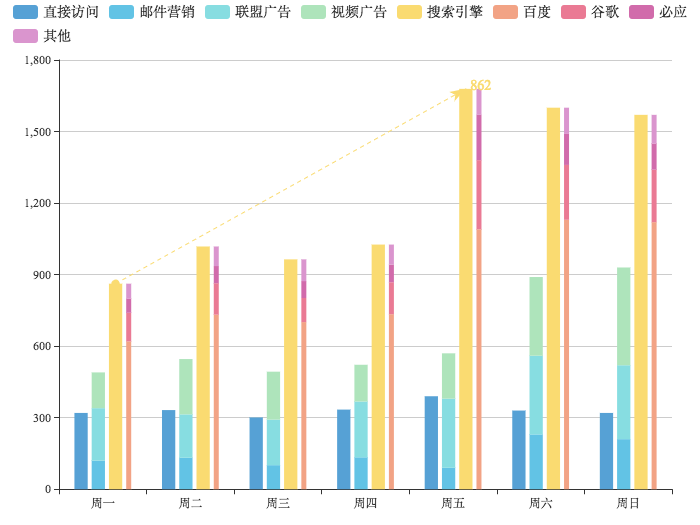 直接访问 邮件营销 联盟广告 视频广告 搜索引擎 百度 谷歌 必应
其他
1,800
862
1,500
1,200
900
600
300
0
周一 周二 周三 周四 周五 周六 周日